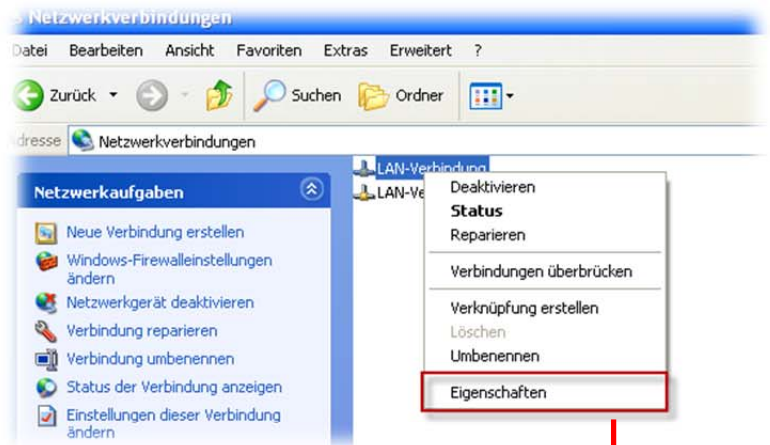 Netzwerkverbindungen
Datei Bearbeiten Ansicht Favoriten Extras Erweitert ?
Zurück Suchen Ordner
Adresse Netzwerkverbindungen
LAN-Verbindung
LAN-Ve
Netzwerkaufgaben
Neue Verbindung erstellen
Windows-Firewalleinstellungen
ändern
Netzwerkgerät deaktivieren
Verbindung reparieren
Verbindung umbenennen
Status der Verbindung anzeigen
Einstellungen dieser Verbindung
ändern
Deaktivieren
Status
Reparieren
Verbindungen überbrücken
Verknüpfung erstellen
Löschen
Umbenennen
Eigenschaften